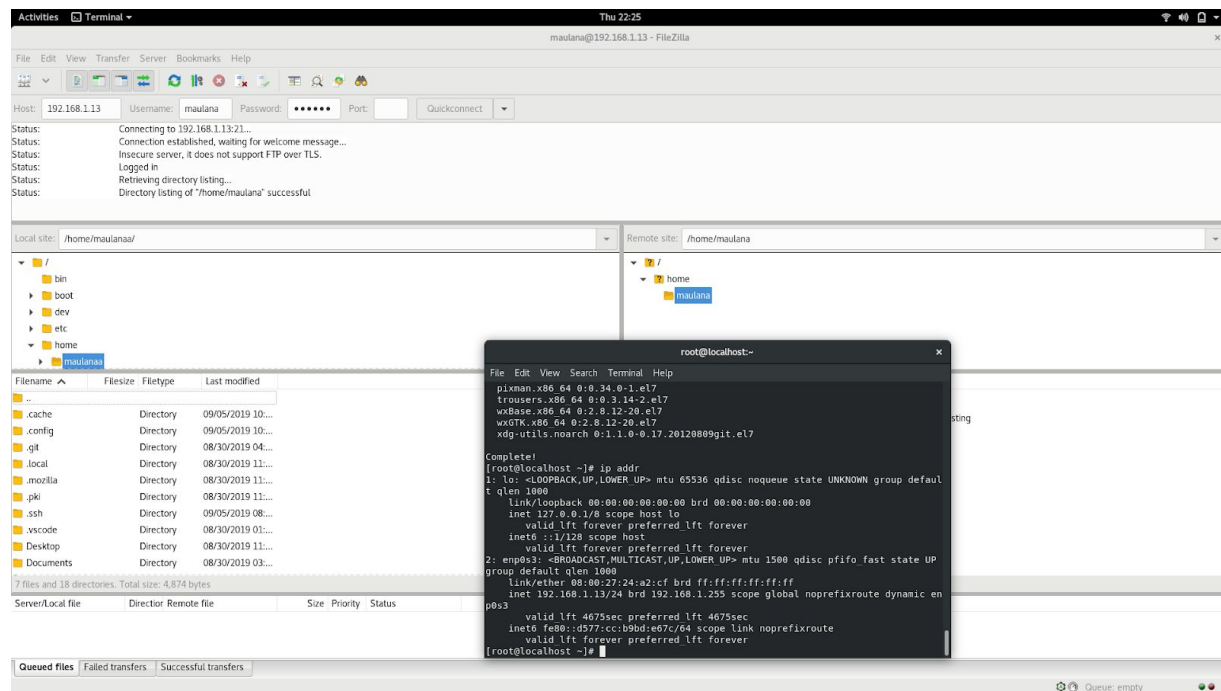 Activities Terminal Thu 22:25
maulana@192.168.1.13 - FileZilla
File Edit View Transfer Server Bookmarks Help
Host: 192.168.1.13 Username: maulana Password: •••••• Port: Quickconnect
Status: Connecting to 192.168.1.13:21...
Status: Connection established, waiting for welcome message...
Status: Insecure server, it does not support FTP over TLS.
Status: Logged in
Status: Retrieving directory listing...
Status: Directory listing of "/home/maulana" successful
Local site: /home/maulanaa/
/
bin
boot
dev
etc
home
maulanaa
Remote site: /home/maulana
/
home
maulana
Filename Filesize Filetype Last modified
..
.cache Directory 09/05/2019 10:...
.config Directory 09/05/2019 10:...
.git Directory 08/30/2019 04:...
.local Directory 08/30/2019 11:...
.mozilla Directory 08/30/2019 11:...
.pki Directory 08/30/2019 11:...
.ssh Directory 09/05/2019 08:...
.vscode Directory 08/30/2019 01:...
Desktop Directory 08/30/2019 11:...
Documents Directory 08/30/2019 03:...
7 files and 18 directories. Total size: 4,874 bytes
sting
root@localhost:~
File Edit View Search Terminal Help
pixman.x86_64 0:0.34.0-1.el7
trousers.x86_64 0:0.3.14-2.el7
wxBase.x86_64 0:2.8.12-20.el7
wxGTK.x86_64 0:2.8.12-20.el7
xdg-utils.noarch 0:1.1.0-0.17.20120809git.el7
Complete!
[root@localhost ~]# ip addr
1: lo: <LOOPBACK,UP,LOWER_UP> mtu 65536 qdisc noqueue state UNKNOWN group defaul
t qlen 1000
link/loopback 00:00:00:00:00:00 brd 00:00:00:00:00:00
inet 127.0.0.1/8 scope host lo
valid_lft forever preferred_lft forever
inet6 ::1/128 scope host
valid_lft forever preferred_lft forever
2: enp0s3: <BROADCAST,MULTICAST,UP,LOWER_UP> mtu 1500 qdisc pfifo_fast state UP
group default qlen 1000
link/ether 08:00:27:24:a2:cf brd ff:ff:ff:ff:ff:ff
inet 192.168.1.13/24 brd 192.168.1.255 scope global noprefixroute dynamic en
p0s3
valid_lft 4675sec preferred_lft 4675sec
inet6 fe80::d577:cc:b9bd:e67c/64 scope link noprefixroute
valid_lft forever preferred_lft forever
[root@localhost ~]#
Server/Local file Direction Remote file Size Priority Status
Queued files Failed transfers Successful transfers
Queue: empty